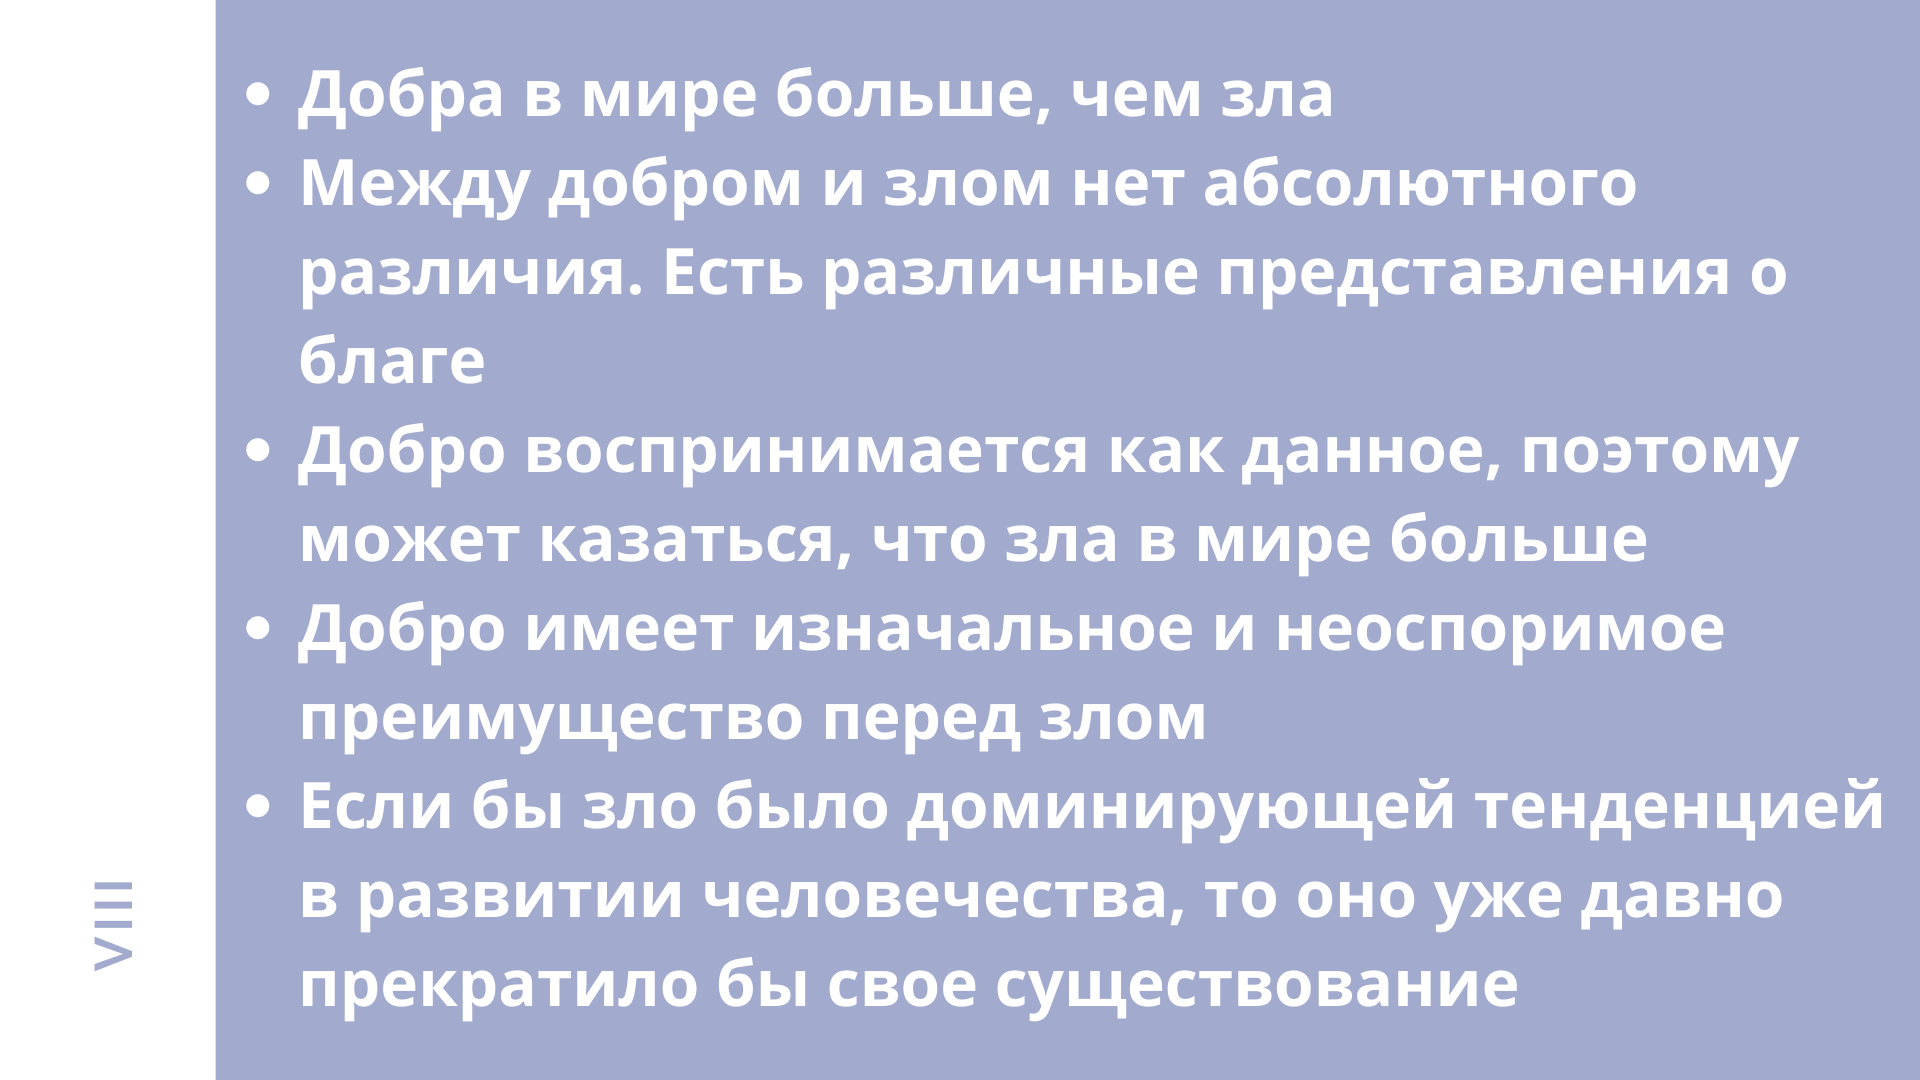 • Добра в мире больше, чем зла
• Между добром и злом нет абсолютного
различия. Есть различные представления о
благе
• Добро воспринимается как данное, поэтому
может казаться, что зла в мире больше
• Добро имеет изначальное и неоспоримое
преимущество перед злом
• Если бы зло было доминирующей тенденцией
в развитии человечества, то оно уже давно
прекратило бы свое существование
VIII